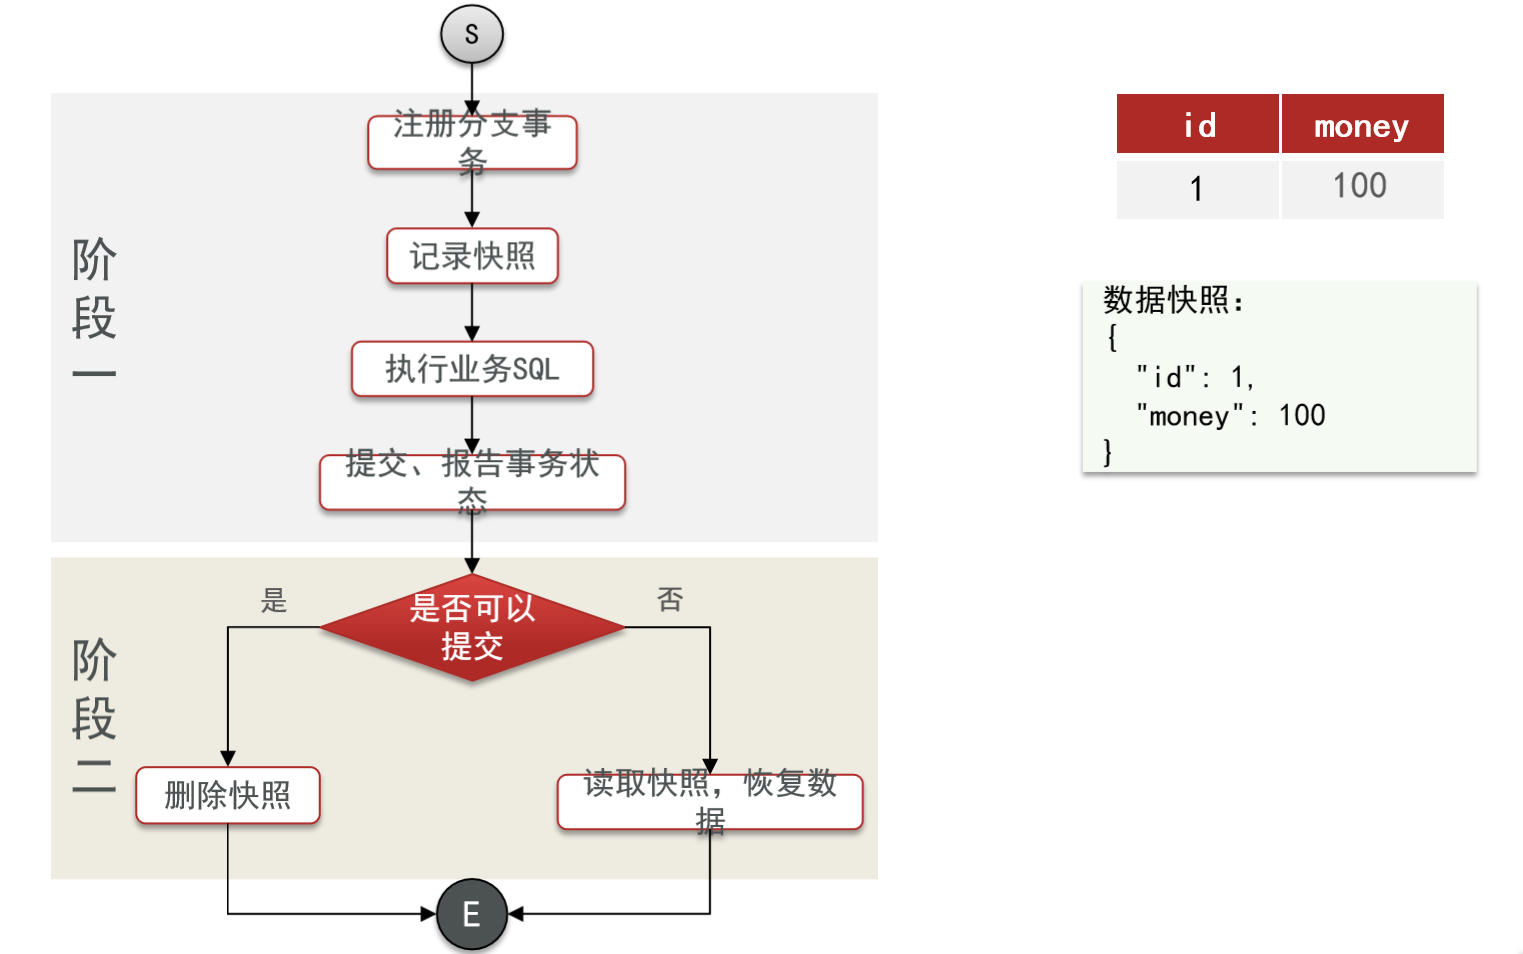 S
阶
段
一
注册分支事
务
记录快照
执行业务SQL
提交、报告事务状
态
阶
段
二
是否可以
提交
是
否
删除快照
读取快照，恢复数
据
E
id money
1 100
数据快照：
{
"id": 1,
"money": 100
}